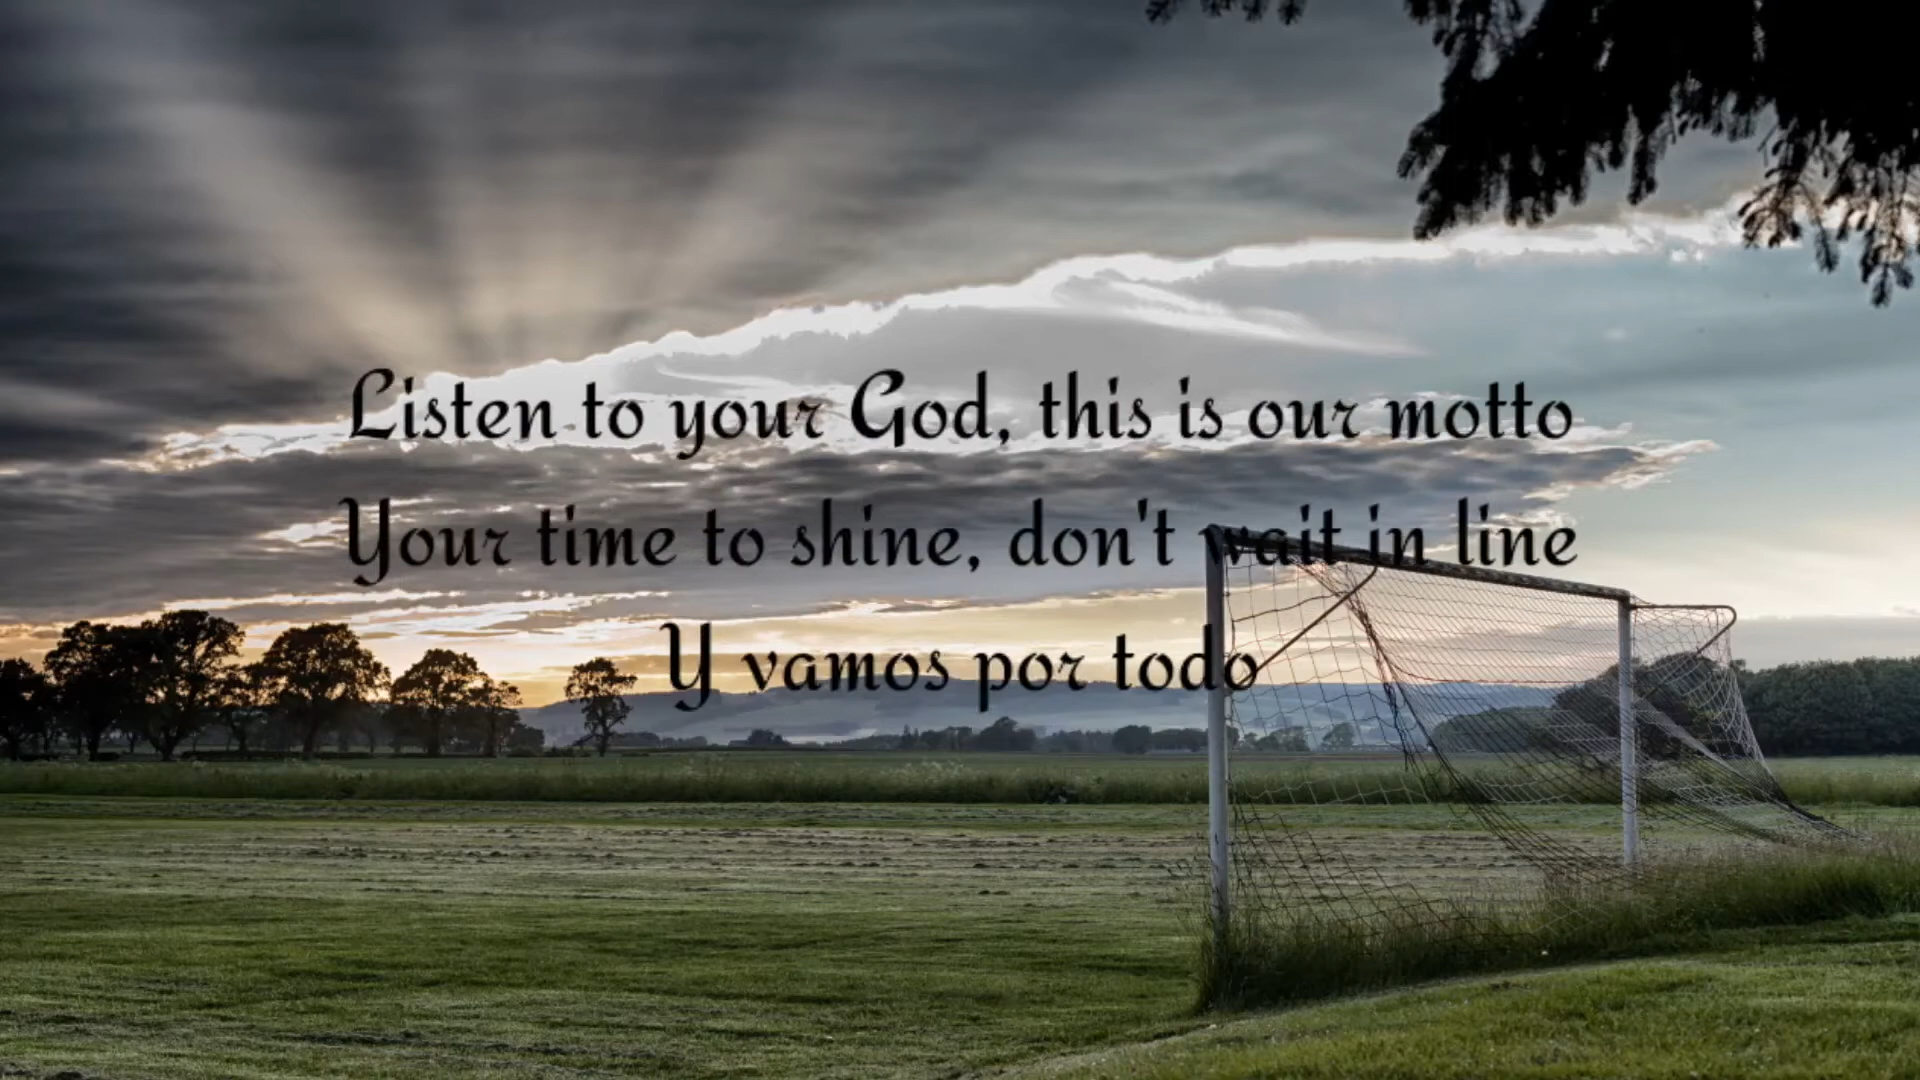 Listen to your God, this is our motto
Your time to shine, don't wait in line
Y vamos por todo